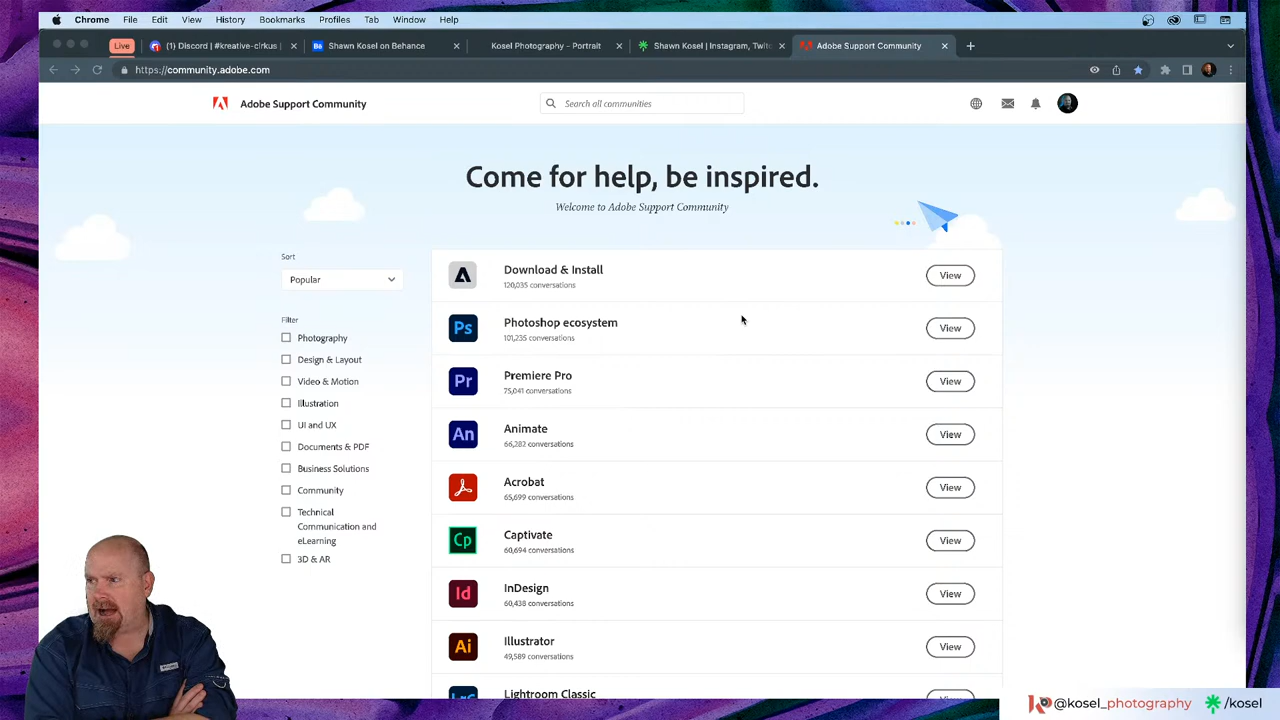 Chrome File Edit View History Bookmarks Profiles Tab Window Help
Live (1) Discord | #kreative-cirkus | Shawn Kosel on Behance Kosel Photography - Portrait Shawn Kosel | Instagram, Twit Adobe Support Community
https://community.adobe.com
Adobe Support Community
Search all communities
Come for help, be inspired.
Welcome to Adobe Support Community
Sort
Popular
Filter
Photography
Design & Layout
Video & Motion
Illustration
UI and UX
Documents & PDF
Business Solutions
Community
Technical
Communication and
eLearning
3D & AR
Download & Install
120,035 conversations
View
Ps
Photoshop ecosystem
101,235 conversations
View
Pr
Premiere Pro
75,041 conversations
View
An
Animate
66,282 conversations
View
Acrobat
65,699 conversations
View
Cp
Captivate
60,694 conversations
View
Id
InDesign
60,438 conversations
View
Ai
Illustrator
49,589 conversations
View
LrC
Lightroom Classic
@kosel_photography /kosel